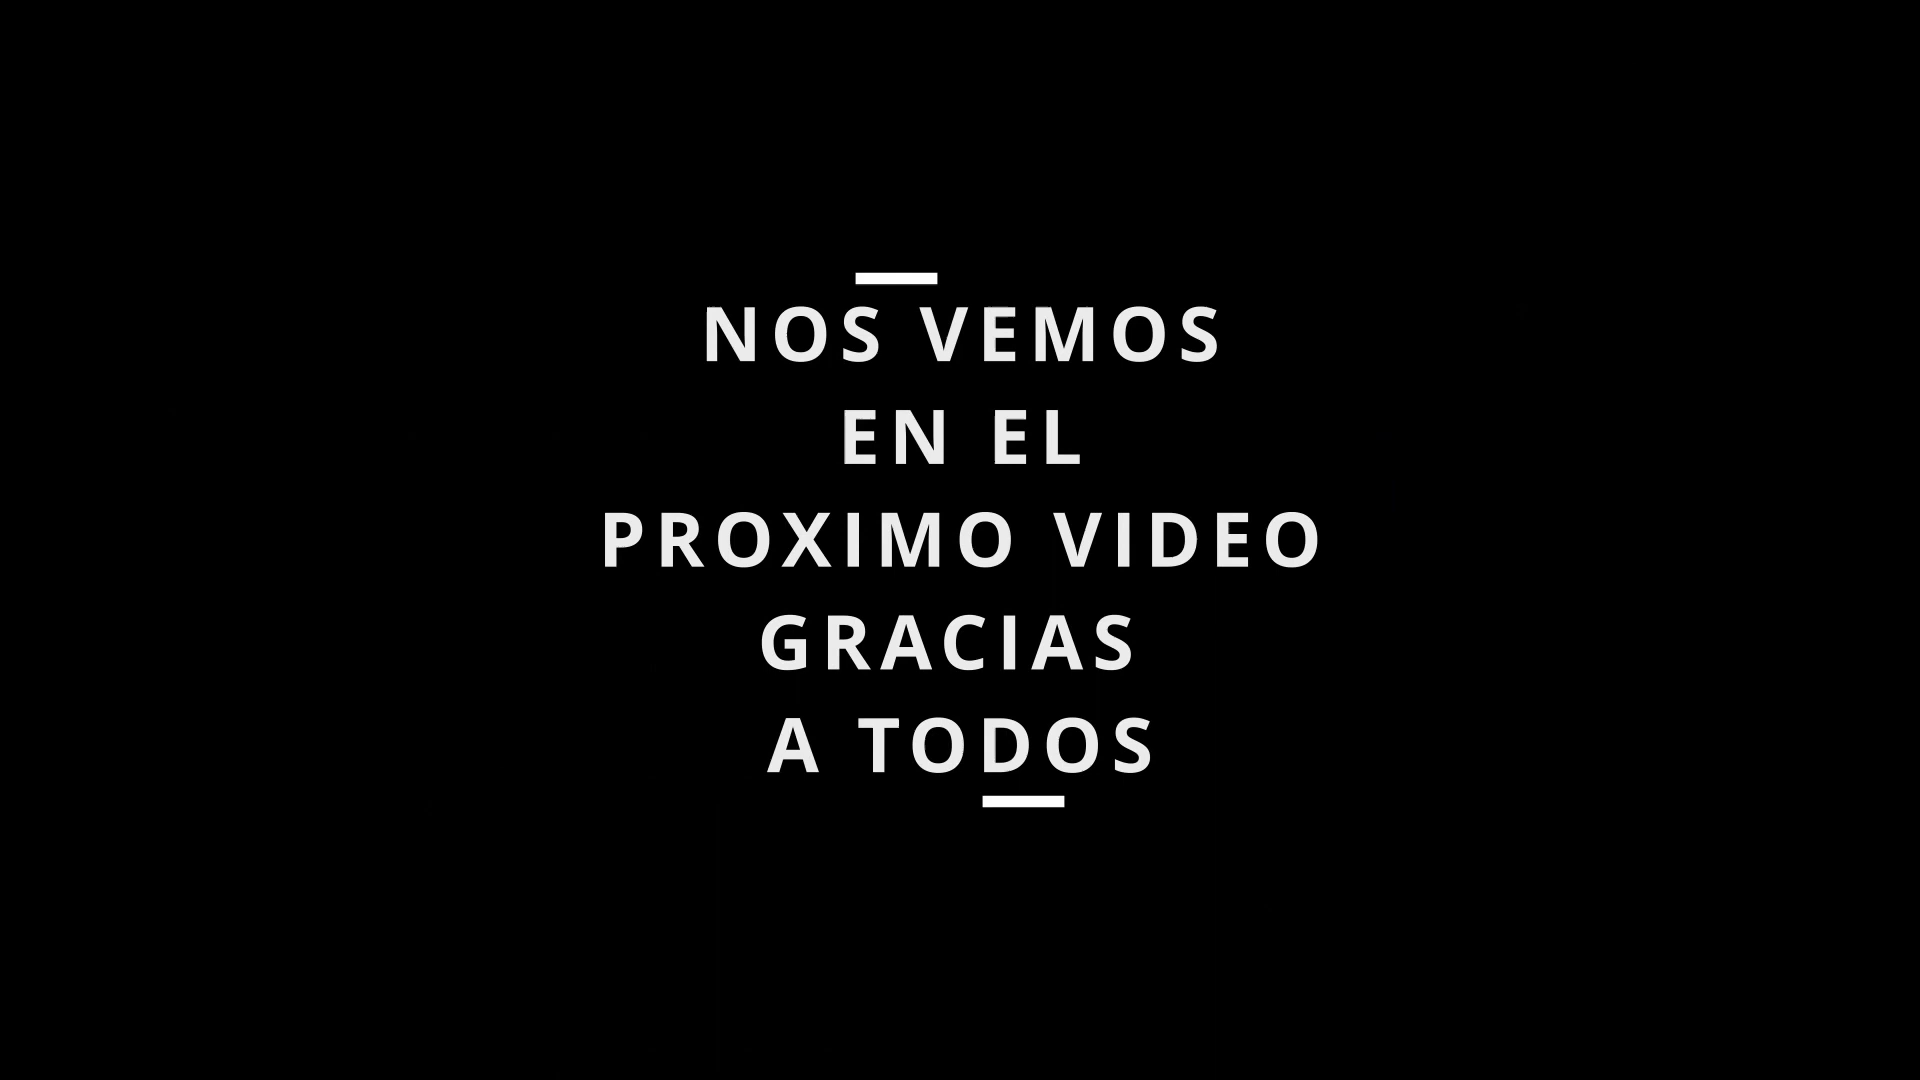 NOS VEMOS
EN EL
PROXIMO VIDEO
GRACIAS
A TODOS